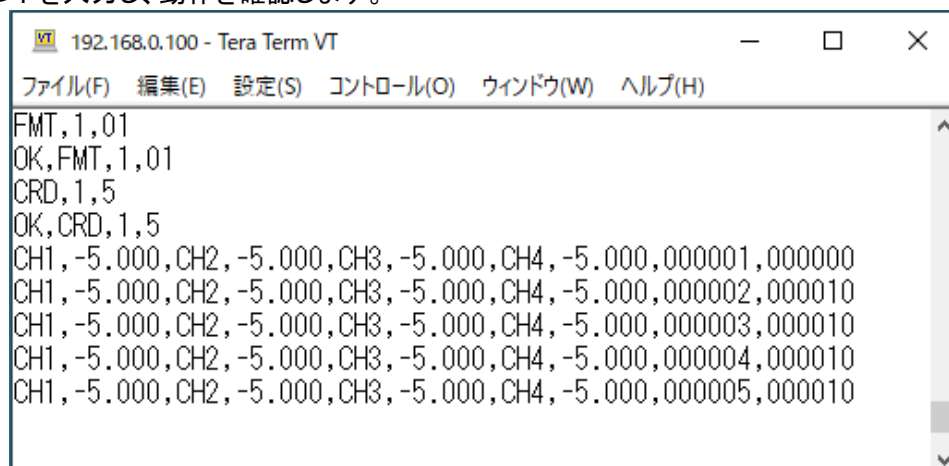 ンドを入力し、動作を確認します。
192.168.0.100 - Tera Term VT
ファイル(F) 編集(E) 設定(S) コントロール(O) ウィンドウ(W) ヘルプ(H)
FMT,1,01
OK,FMT,1,01
CRD,1,5
OK,CRD,1,5
CH1,-5.000,CH2,-5.000,CH3,-5.000,CH4,-5.000,000001,000000
CH1,-5.000,CH2,-5.000,CH3,-5.000,CH4,-5.000,000002,000010
CH1,-5.000,CH2,-5.000,CH3,-5.000,CH4,-5.000,000003,000010
CH1,-5.000,CH2,-5.000,CH3,-5.000,CH4,-5.000,000004,000010
CH1,-5.000,CH2,-5.000,CH3,-5.000,CH4,-5.000,000005,000010